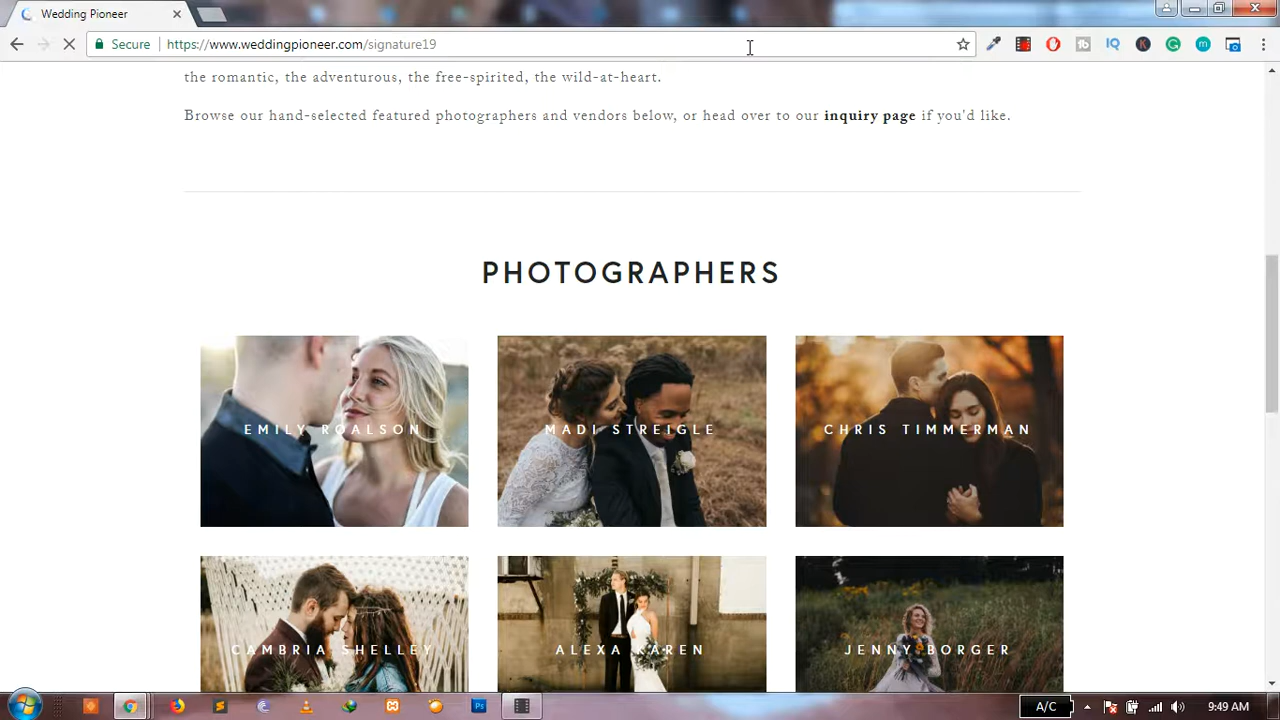 Wedding Pioneer
Secure
https://www.weddingpioneer.com/signature19
the romantic, the adventurous, the free-spirited, the wild-at-heart.
Browse our hand-selected featured photographers and vendors below, or head over to our inquiry page if you'd like.
PHOTOGRAPHERS
EMILY ROALSON
MADI STREIGLE
CHRIS TIMMERMAN
CAMBRIA SHELLEY
ALEXA KAREN
JENNY BORGER
A/C
9:49 AM